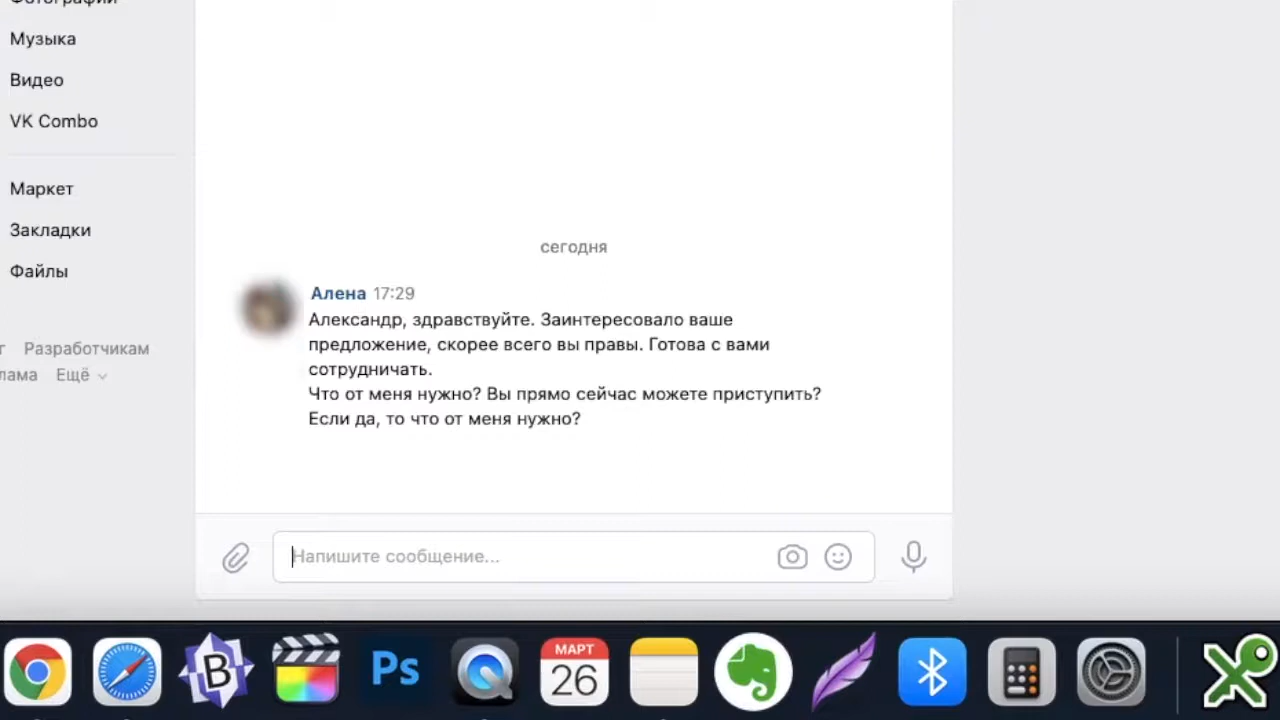 Фотографии
Музыка
Видео
VK Combo
Маркет
Закладки
Файлы
Разработчикам
Ещё
сегодня
Алена 17:29
Александр, здравствуйте. Заинтересовало ваше
предложение, скорее всего вы правы. Готова с вами
сотрудничать.
Что от меня нужно? Вы прямо сейчас можете приступить?
Если да, то что от меня нужно?
Напишите сообщение...
B
Ps
МАРТ
26